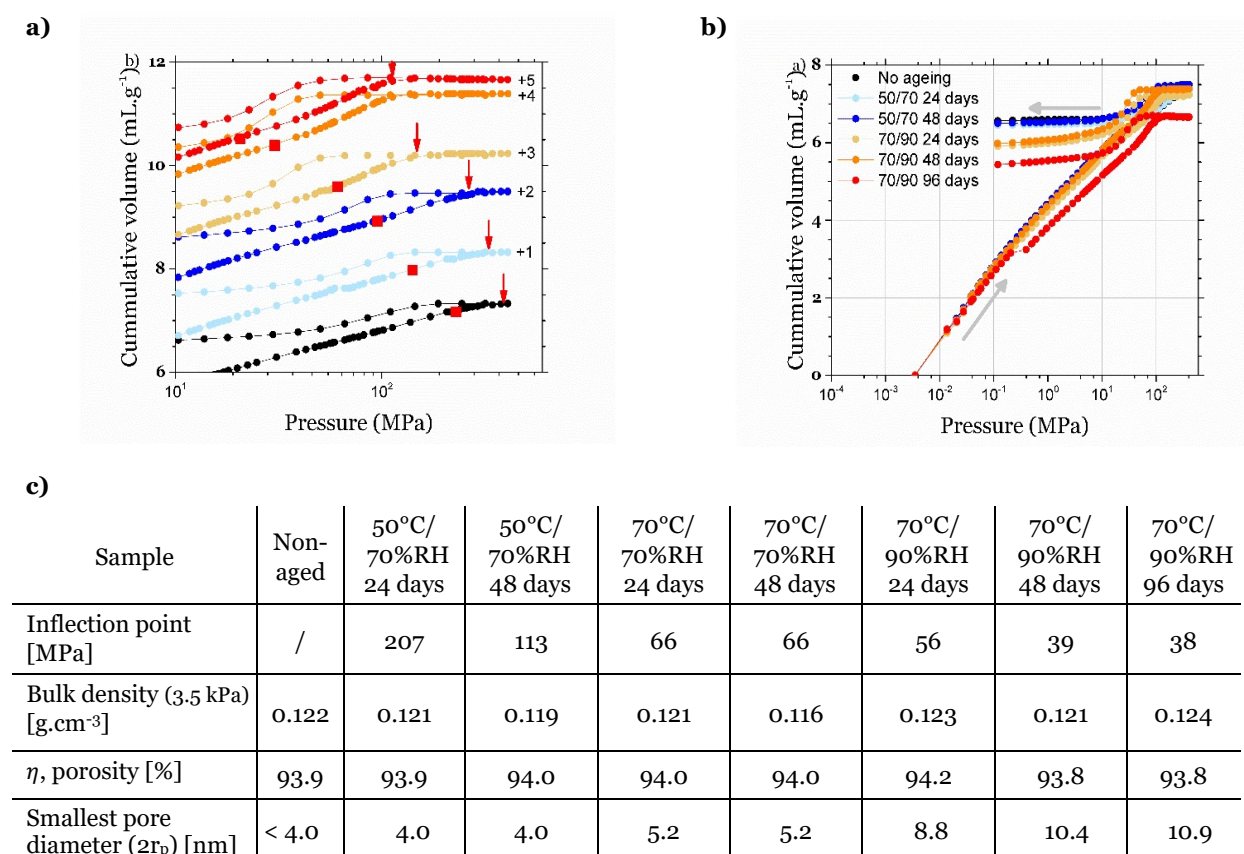 a)
b)
Cummulative volume (mL.g⁻¹)
b)
12
10
8
6
+5
+4
+3
+2
+1
10¹
10²
Pressure (MPa)
Cummulative volume (mL.g⁻¹)
a)
8
6
4
2
0
No ageing
50/70 24 days
50/70 48 days
70/90 24 days
70/90 48 days
70/90 96 days
10⁻⁴
10⁻³
10⁻²
10⁻¹
10⁰
10¹
10²
Pressure (MPa)
c)
Sample
Non-
aged
50°C/
70%RH
24 days
50°C/
70%RH
48 days
70°C/
70%RH
24 days
70°C/
70%RH
48 days
70°C/
90%RH
24 days
70°C/
90%RH
48 days
70°C/
90%RH
96 days
Inflection point
[MPa]
/ 207 113 66 66 56 39 38
Bulk density (3.5 kPa)
[g.cm⁻³]
0.122 0.121 0.119 0.121 0.116 0.123 0.121 0.124
η, porosity [%] 93.9 93.9 94.0 94.0 94.0 94.2 93.8 93.8
Smallest pore
diameter (2rₚ) [nm]
< 4.0 4.0 4.0 5.2 5.2 8.8 10.4 10.9